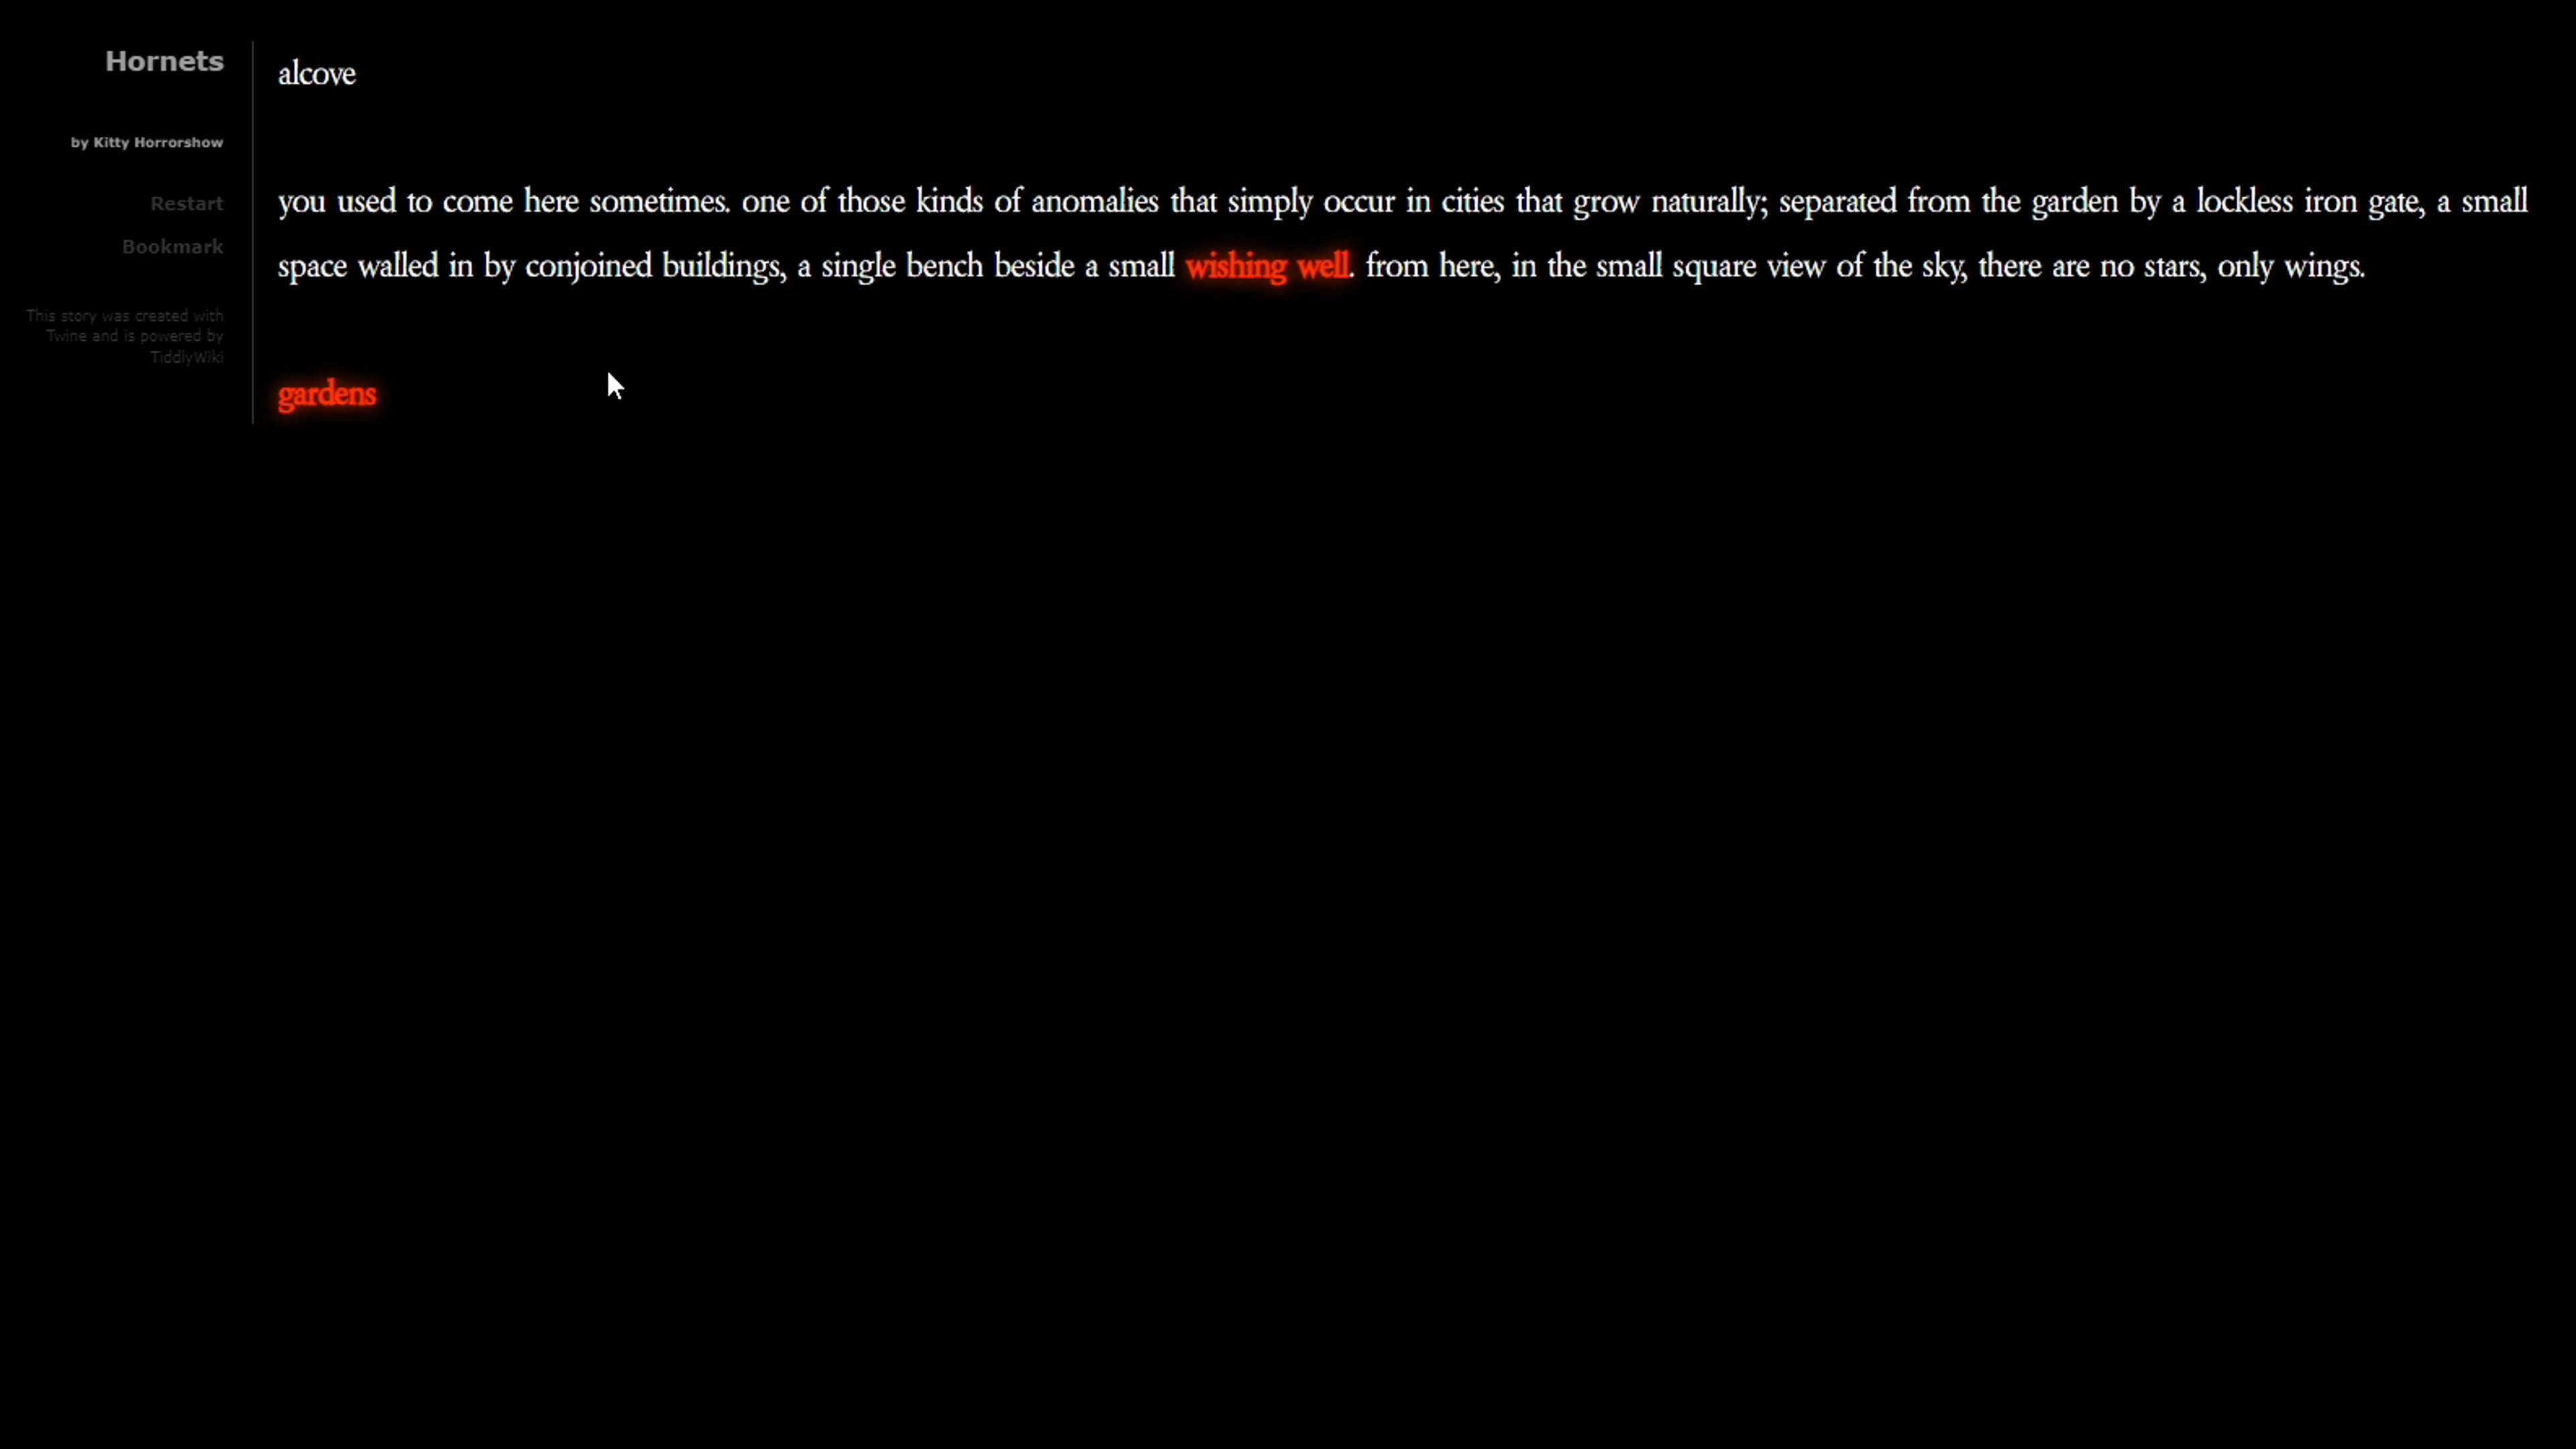 Hornets
by Kitty Horrorshow
Restart
Bookmark
This story was created with
Twine and is powered by
TiddlyWiki
alcove
you used to come here sometimes. one of those kinds of anomalies that simply occur in cities that grow naturally; separated from the garden by a lockless iron gate, a small
space walled in by conjoined buildings, a single bench beside a small wishing well. from here, in the small square view of the sky, there are no stars, only wings.
gardens